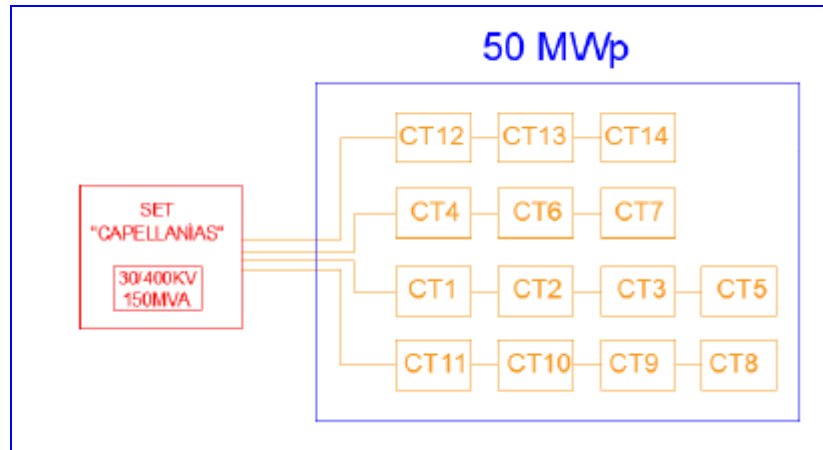 50 MWp
CT12 CT13 CT14
SET
"CAPELLANÍAS"
30/400KV
150MVA
CT4 CT6 CT7
CT1 CT2 CT3 CT5
CT11 CT10 CT9 CT8